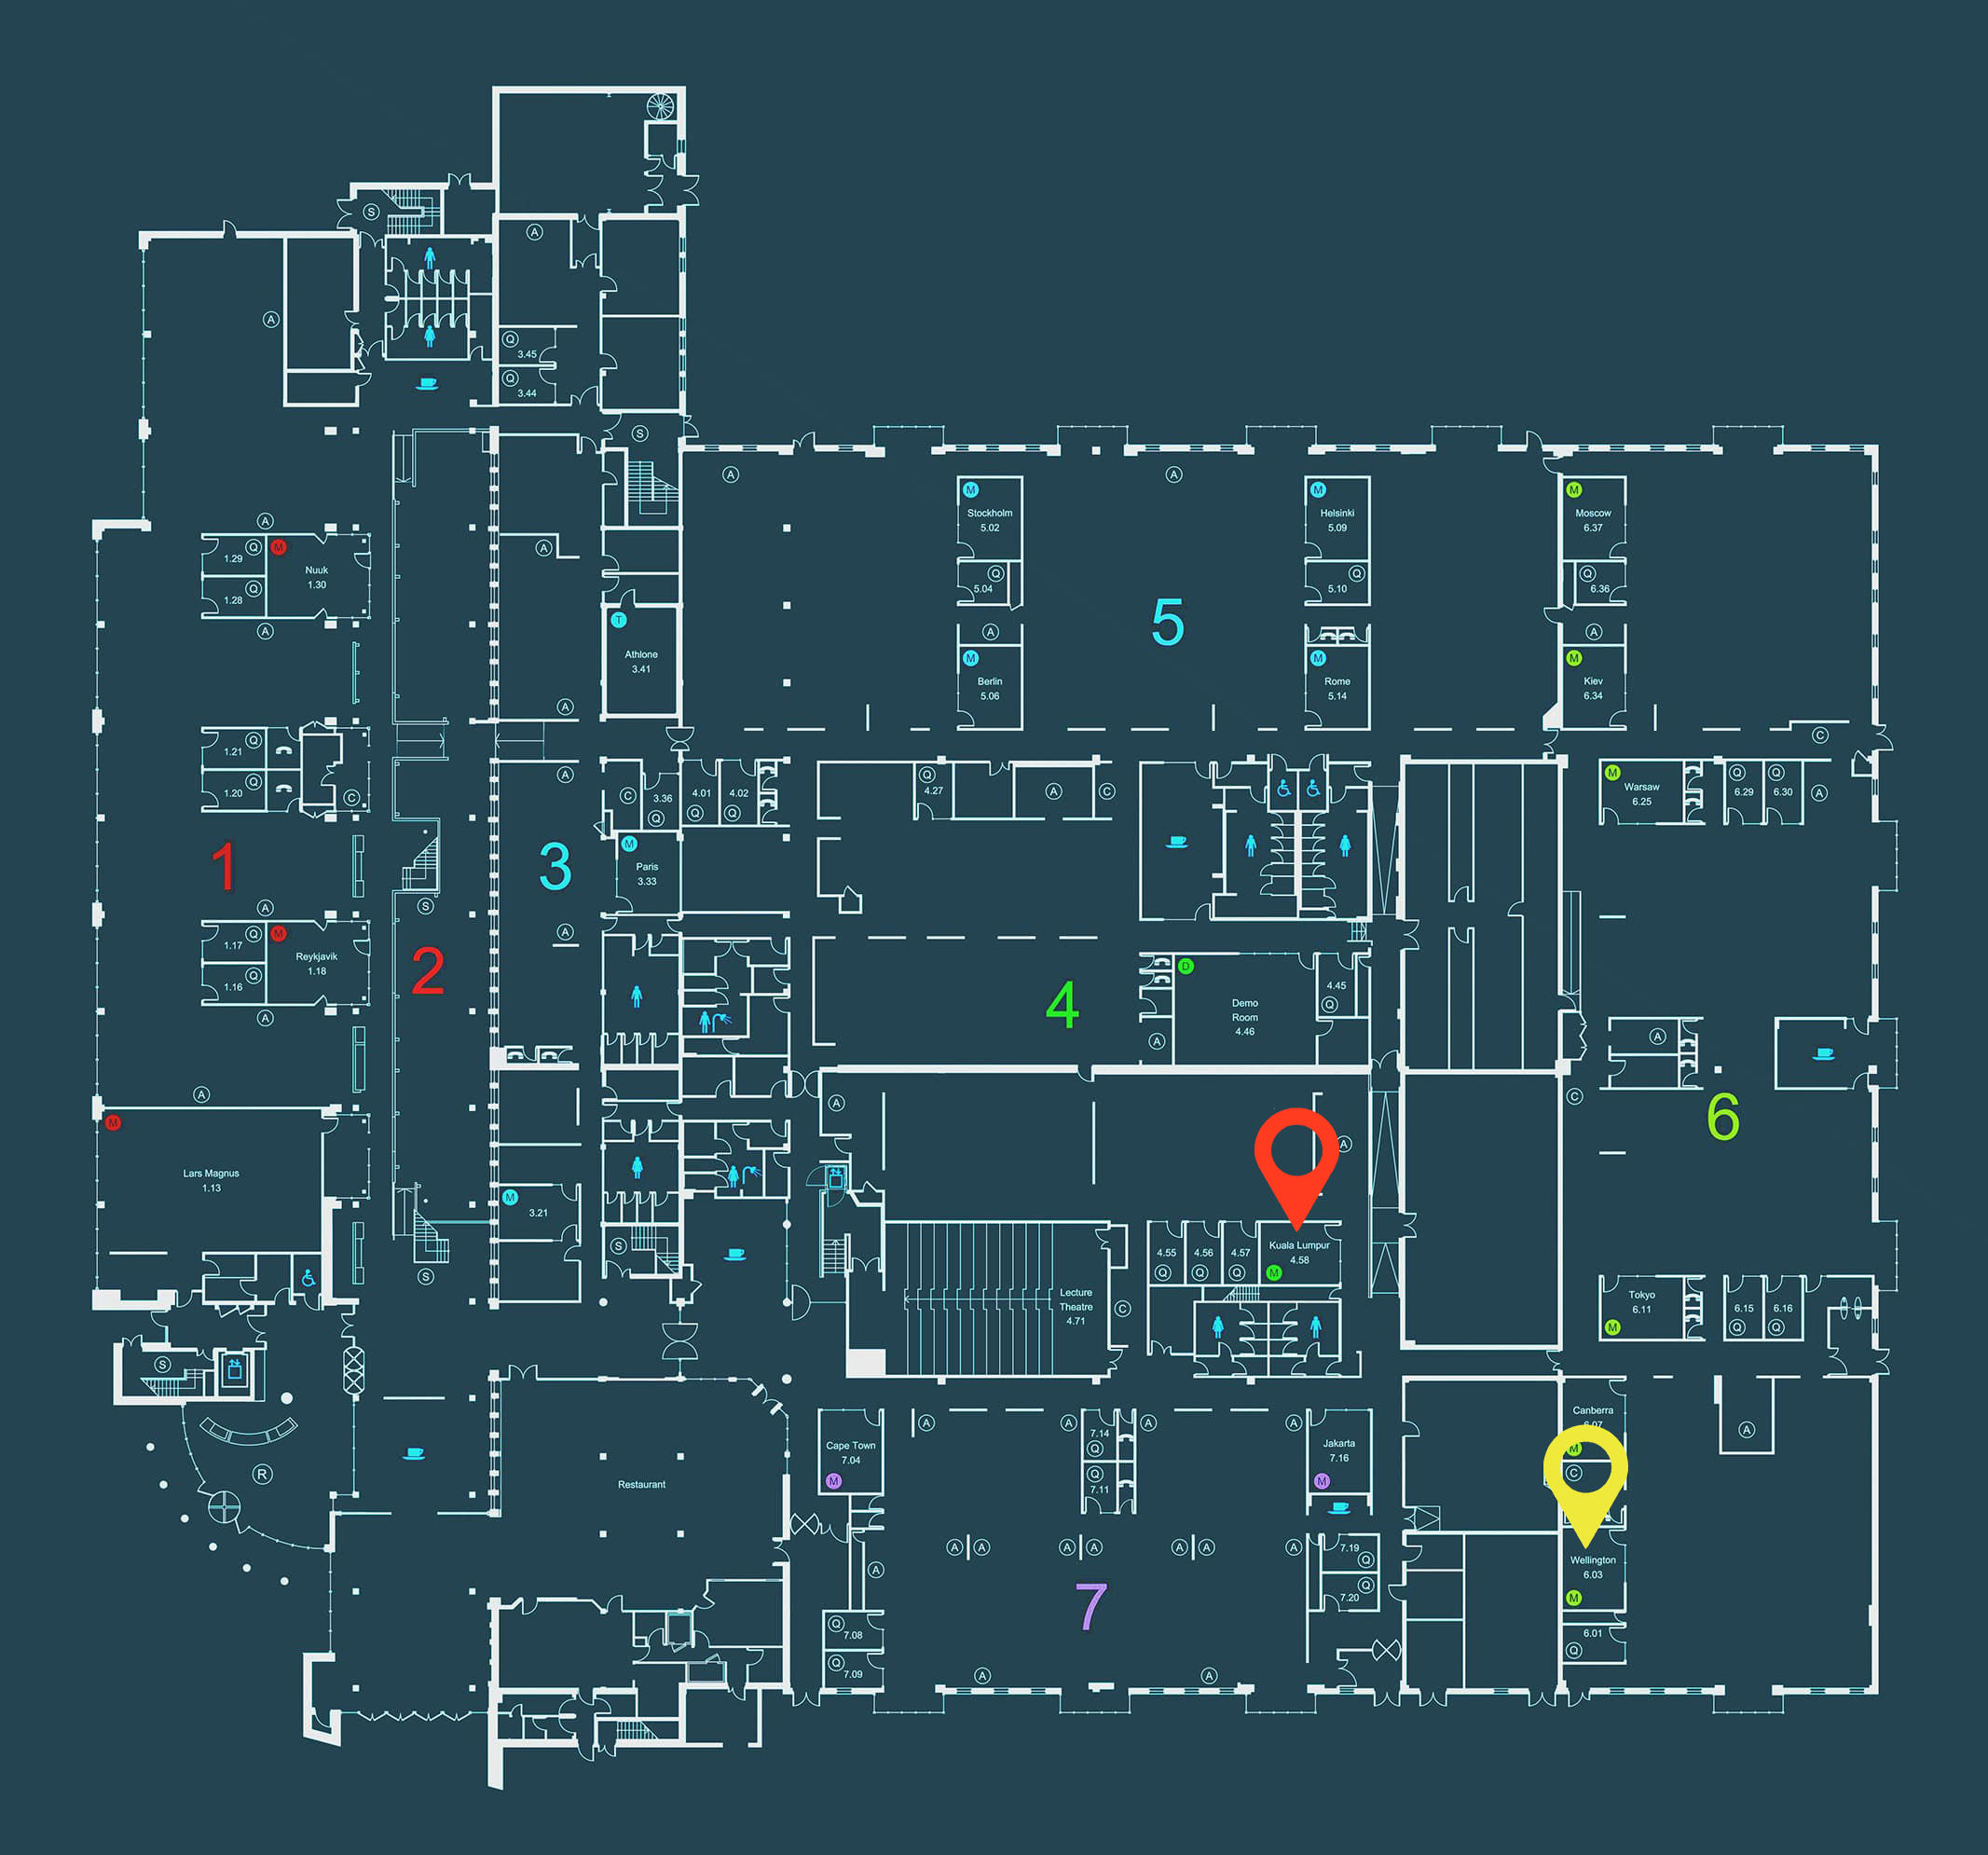 S
A
A
Q
3.45
Q
3.44
S
A
A
M
Stockholm
5.02
Q
5.04
A
M
Berlin
5.06
M
Helsinki
5.09
Q
5.10
M
Rome
5.14
5
M
Moscow
6.37
Q
6.36
A
M
Kiev
6.34
C
A
1.29
Q
M
Nuuk
1.30
1.28
Q
A
A
T
Athlone
3.41
A
1.21
Q
1.20
Q
C
1
A
1.17
Q
M
Reykjavik
1.18
1.16
Q
A
A
S
2
S
A
3
A
C
3.36
Q
4.01
Q
4.02
Q
M
Paris
3.33
Q
4.27
A
C
4
D
Demo
Room
4.46
4.45
Q
A
M
Warsaw
6.25
Q
6.29
Q
6.30
A
A
C
6
M
Lars Magnus
1.13
M
3.21
S
A
A
4.55
Q
4.56
Q
4.57
Q
Kuala Lumpur
4.58
M
Lecture
Theatre
4.71
C
Tokyo
6.11
M
6.15
Q
6.16
Q
S
R
Restaurant
Cape Town
7.04
M
A
A
7.14
Q
Q
7.11
A
A
Jakarta
7.16
M
A
A
A
A
A
A
A
A
7.19
Q
Q
7.20
7
Q
7.08
Q
7.09
A
A
Canberra
6.07
M
C
Wellington
6.03
M
6.01
Q
A